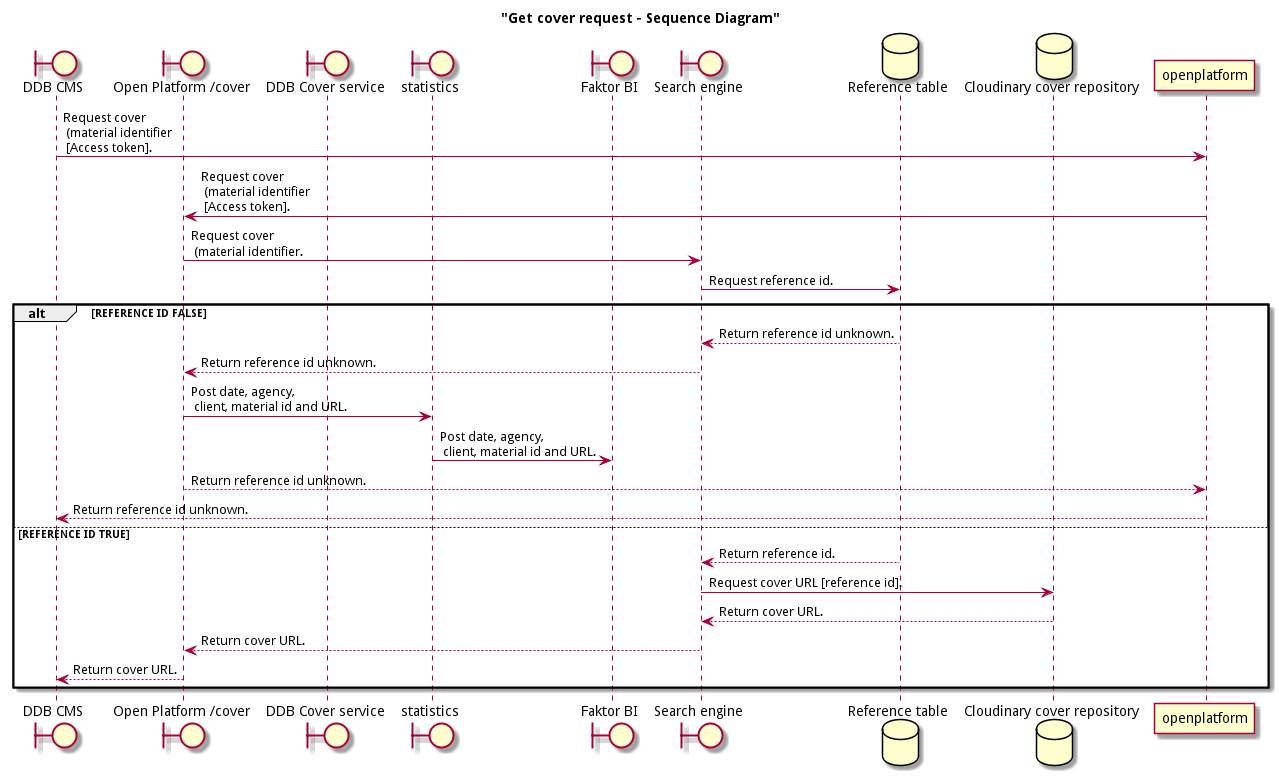 "Get cover request - Sequence Diagram"
DDB CMS
Open Platform /cover
DDB Cover service
statistics
Faktor BI
Search engine
Reference table
Cloudinary cover repository
openplatform
Request cover
(material identifier
[Access token].
Request cover
(material identifier
[Access token].
Request cover
(material identifier.
Request reference id.
alt
[REFERENCE ID FALSE]
Return reference id unknown.
Return reference id unknown.
Post date, agency,
client, material id and URL.
Post date, agency,
client, material id and URL.
Return reference id unknown.
Return reference id unknown.
[REFERENCE ID TRUE]
Return reference id.
Request cover URL [reference id].
Return cover URL.
Return cover URL.
Return cover URL.
DDB CMS
Open Platform /cover
DDB Cover service
statistics
Faktor BI
Search engine
Reference table
Cloudinary cover repository
openplatform